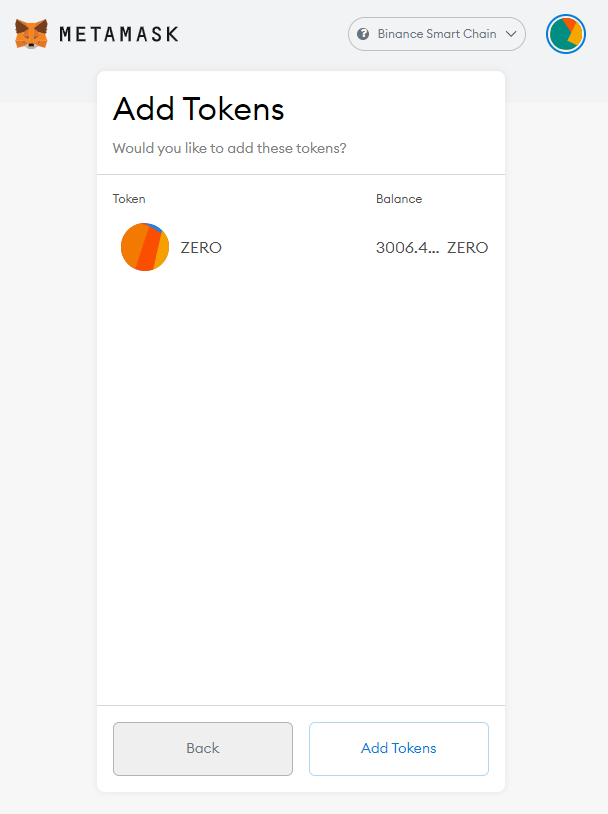 METAMASK
Binance Smart Chain
Add Tokens
Would you like to add these tokens?
Token Balance
ZERO 3006.4... ZERO
Back Add Tokens